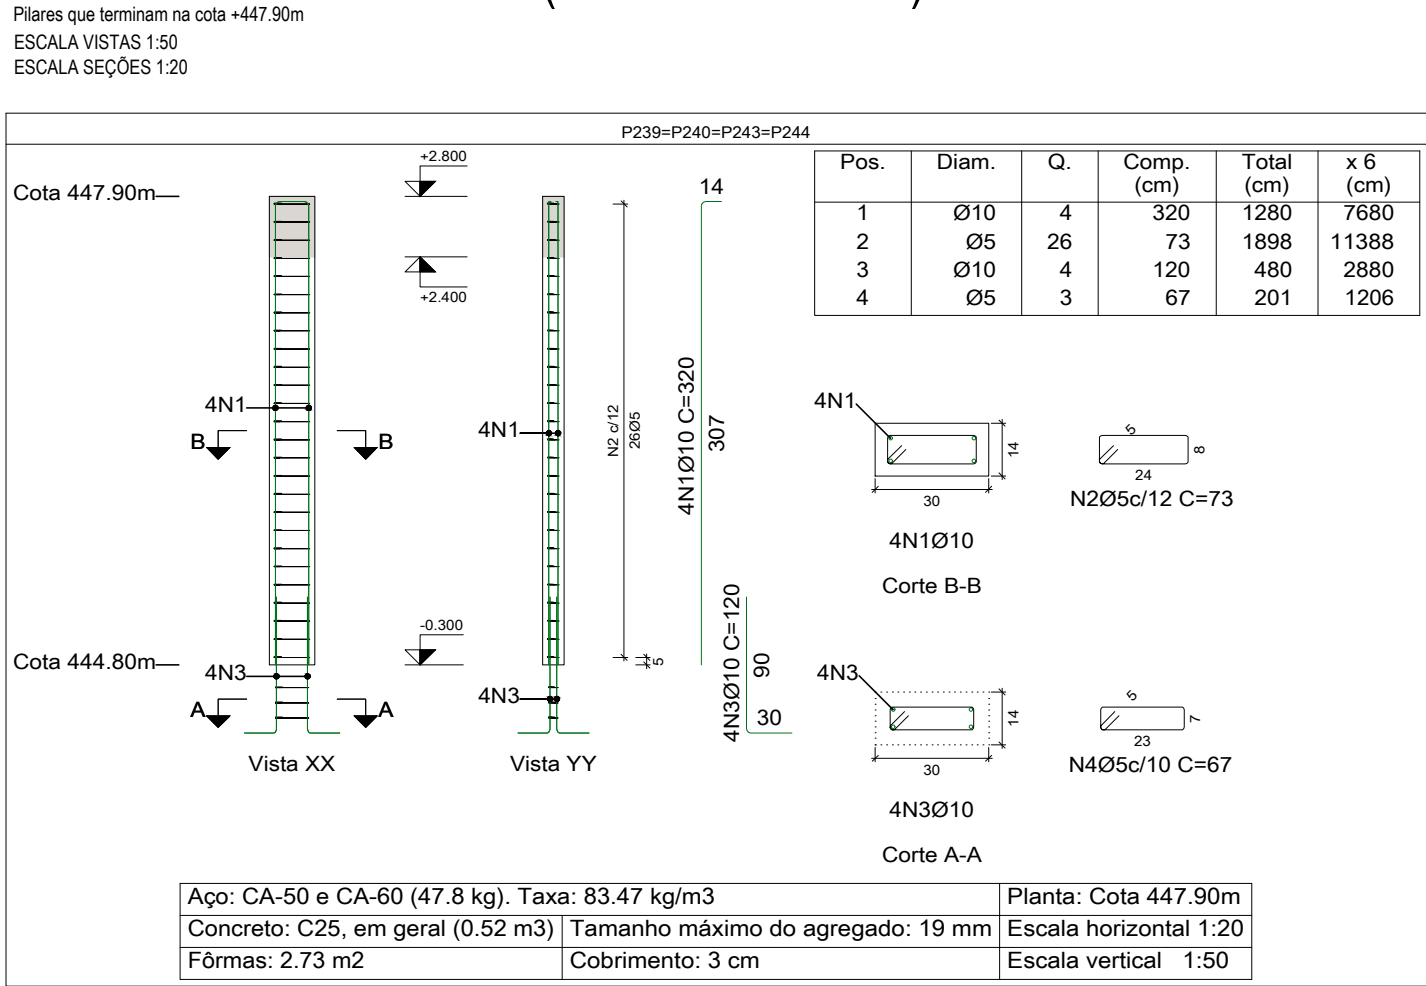 Pilares que terminam na cota +447.90m
ESCALA VISTAS 1:50
ESCALA SEÇÕES 1:20
P239=P240=P243=P244
Cota 447.90m
+2.800
+2.400
4N1
B B
Cota 444.80m
-0.300
4N3
A A
Vista XX
4N1
4N3
Vista YY
N2 c/12
26Ø5
5
14
4N1Ø10 C=320
307
4N3Ø10 C=120
90
30
Pos. Diam. Q. Comp. (cm) Total (cm) x 6 (cm)
1 Ø10 4 320 1280 7680
2 Ø5 26 73 1898 11388
3 Ø10 4 120 480 2880
4 Ø5 3 67 201 1206
4N1
14
30
4N1Ø10
Corte B-B
5
8
24
N2Ø5c/12 C=73
4N3
14
30
4N3Ø10
Corte A-A
5
7
23
N4Ø5c/10 C=67
Aço: CA-50 e CA-60 (47.8 kg). Taxa: 83.47 kg/m3 Planta: Cota 447.90m
Concreto: C25, em geral (0.52 m3) Tamanho máximo do agregado: 19 mm Escala horizontal 1:20
Fôrmas: 2.73 m2 Cobrimento: 3 cm Escala vertical 1:50